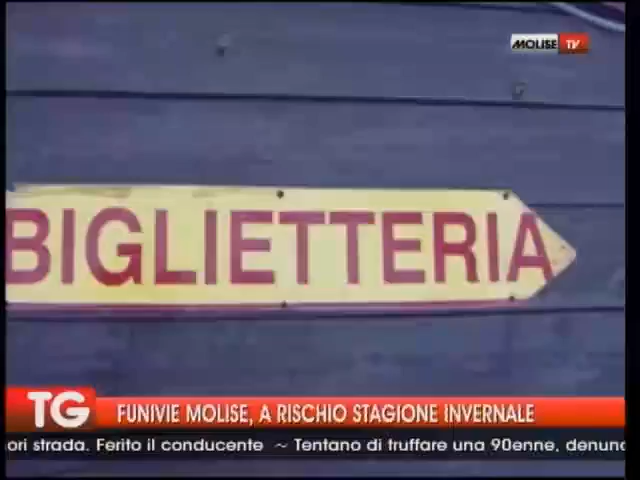 MOLISE TV
BIGLIETTERIA
TG FUNIVIE MOLISE, A RISCHIO STAGIONE INVERNALE
ori strada. Ferito il conducente ~ Tentano di truffare una 90enne, denunc